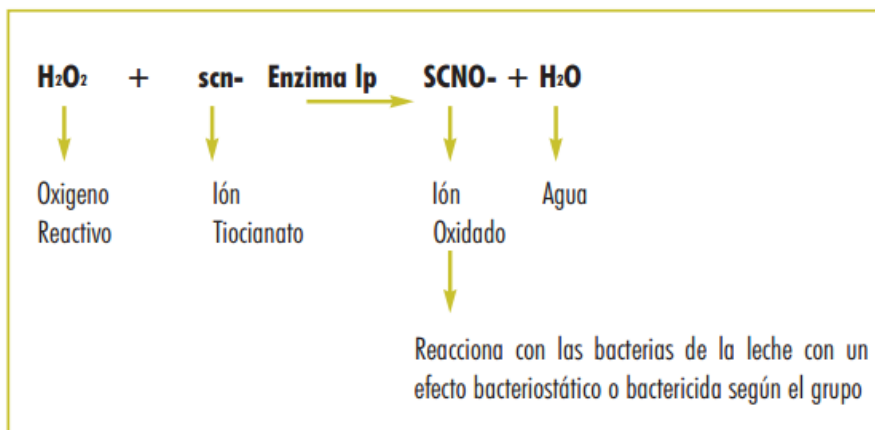 H₂O₂ + scn- Enzima lp SCNO- + H₂O
Oxigeno Ión Ión Agua
Reactivo Tiocianato Oxidado
Reacciona con las bacterias de la leche con un
efecto bacteriostático o bactericida según el grupo